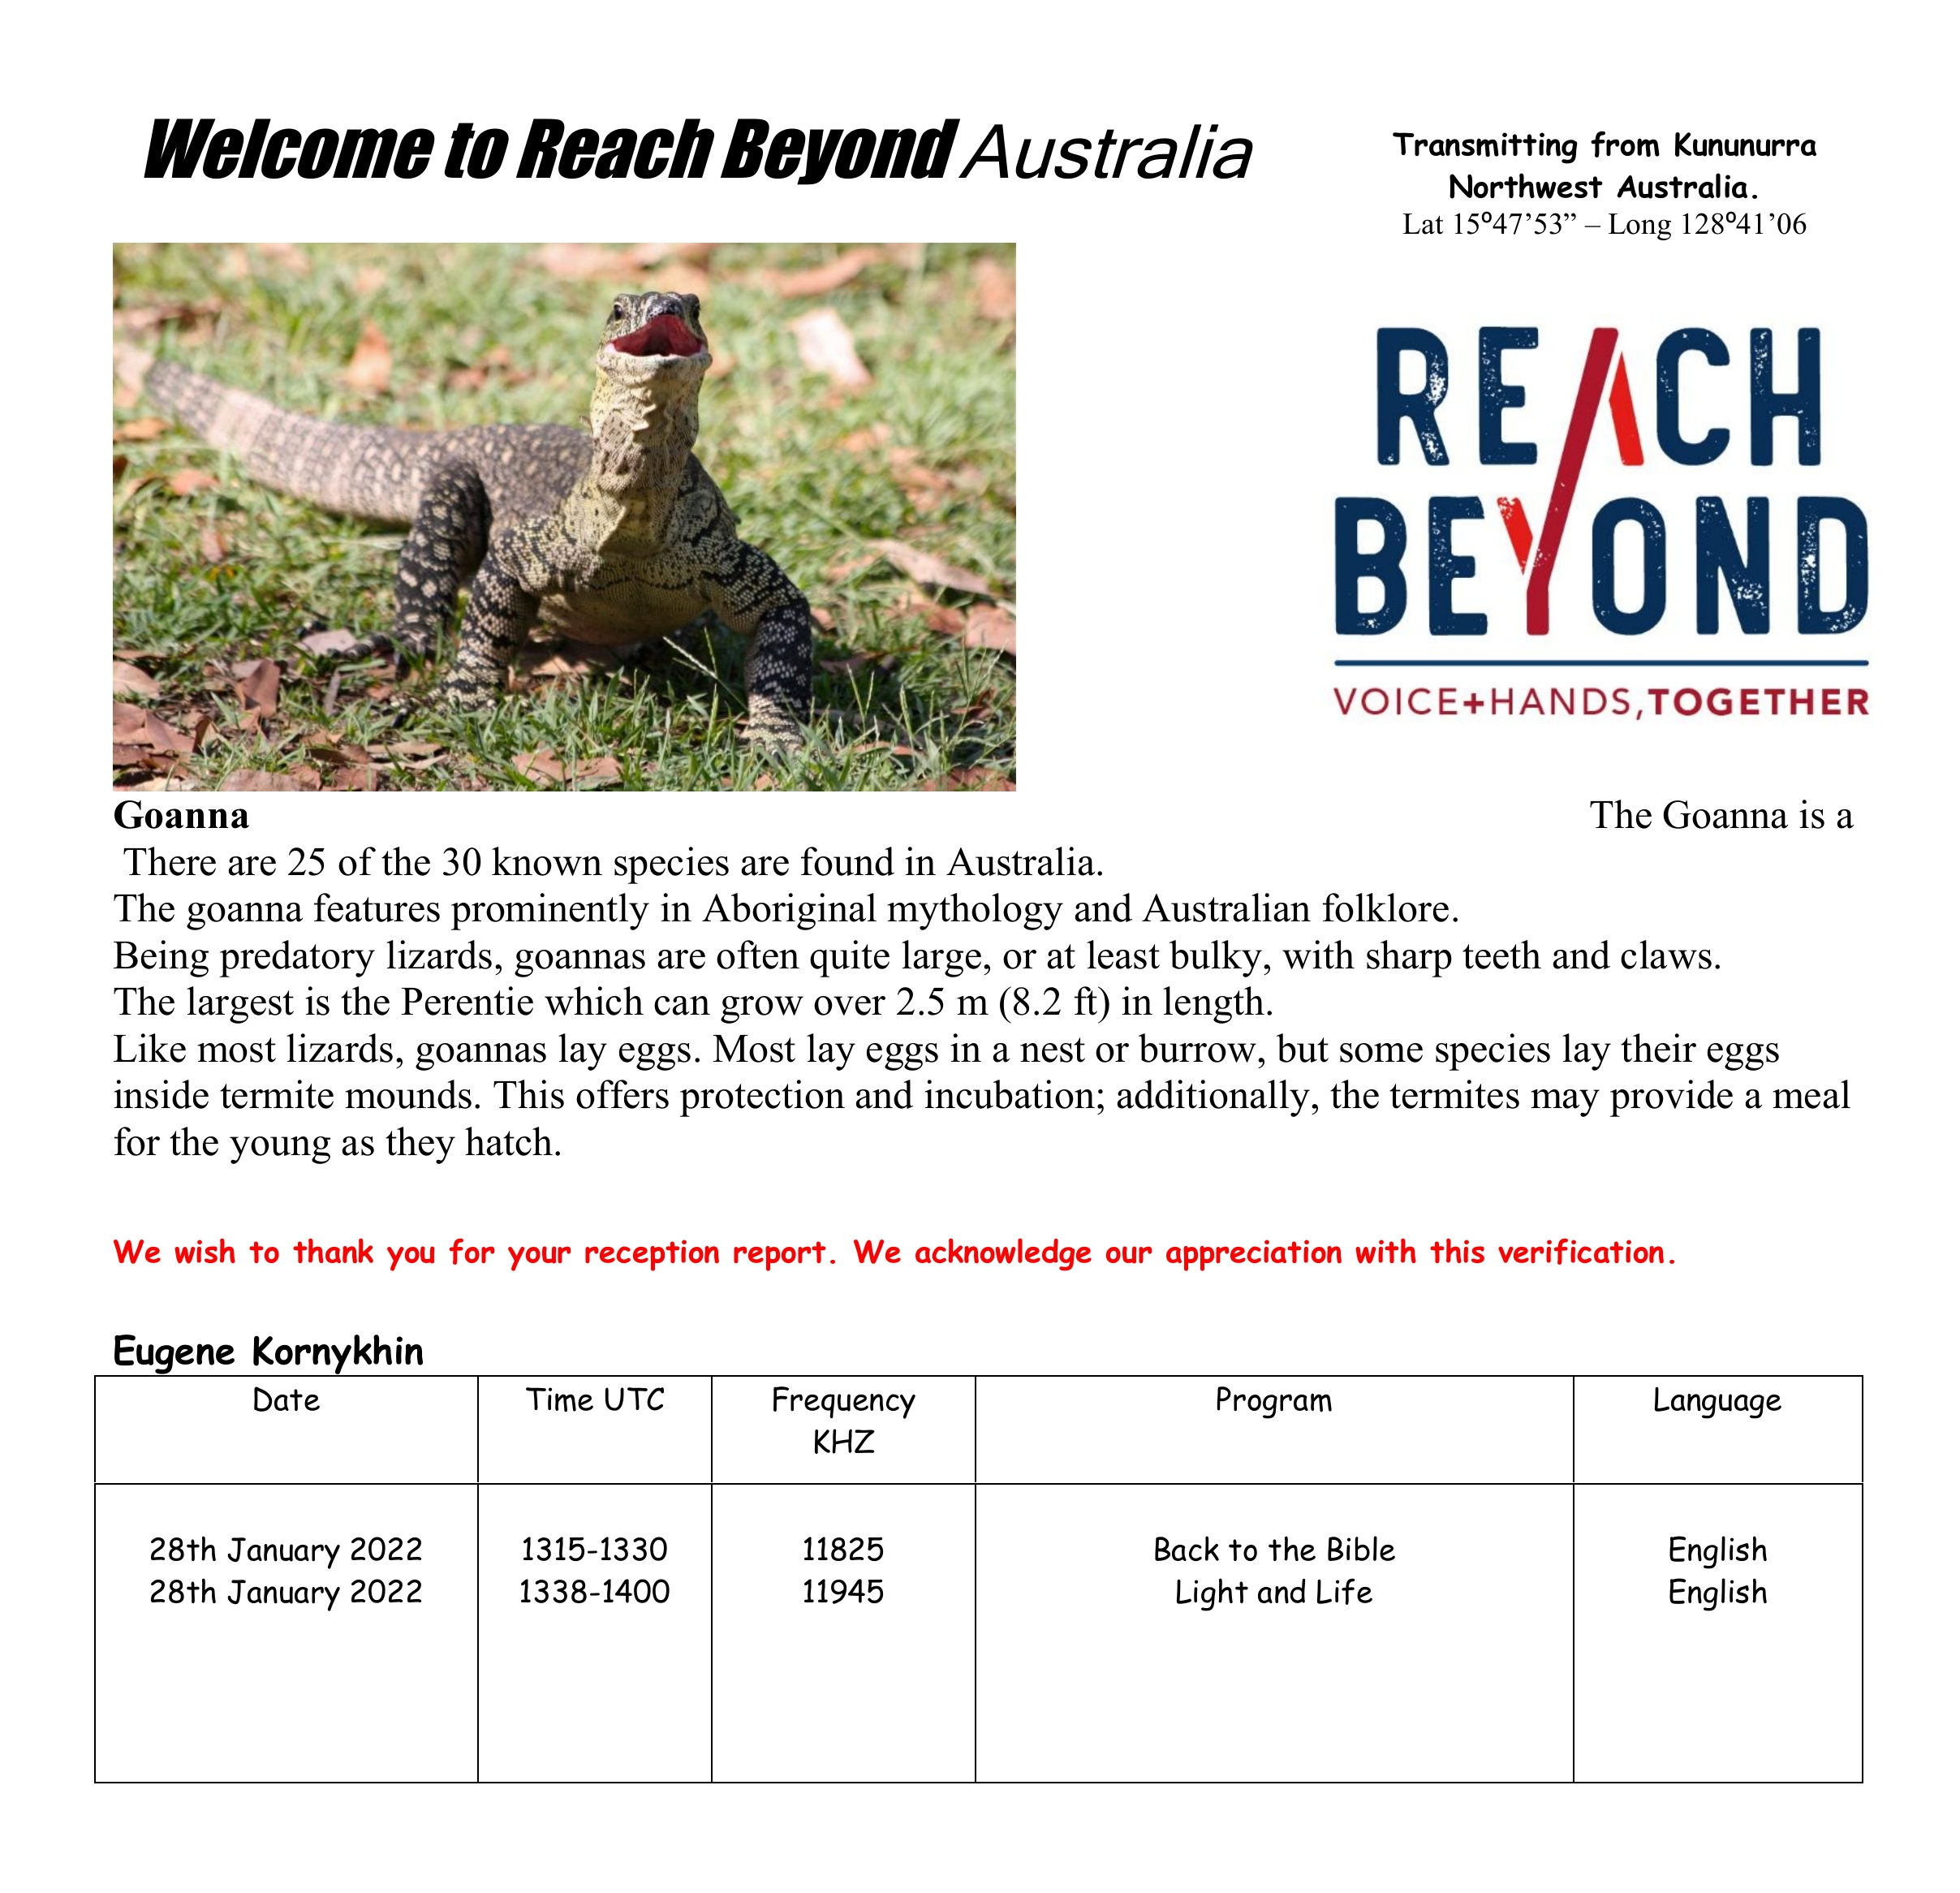 Welcome to Reach Beyond Australia
Transmitting from Kununurra
Northwest Australia.
Lat 15º47’53” – Long 128º41’06
REACH
BEYOND
VOICE+HANDS,TOGETHER
Goanna The Goanna is a
There are 25 of the 30 known species are found in Australia.
The goanna features prominently in Aboriginal mythology and Australian folklore.
Being predatory lizards, goannas are often quite large, or at least bulky, with sharp teeth and claws.
The largest is the Perentie which can grow over 2.5 m (8.2 ft) in length.
Like most lizards, goannas lay eggs. Most lay eggs in a nest or burrow, but some species lay their eggs
inside termite mounds. This offers protection and incubation; additionally, the termites may provide a meal
for the young as they hatch.
We wish to thank you for your reception report. We acknowledge our appreciation with this verification.
Eugene Kornykhin
Date Time UTC Frequency Program Language
KHZ
28th January 2022 1315-1330 11825 Back to the Bible English
28th January 2022 1338-1400 11945 Light and Life English